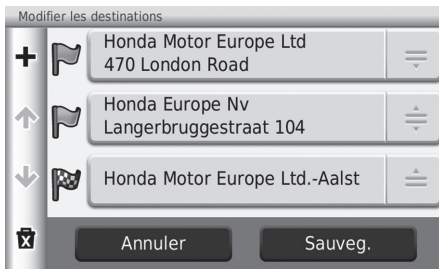 Modifier les destinations
Honda Motor Europe Ltd
470 London Road
Honda Europe Nv
Langerbruggestraat 104
Honda Motor Europe Ltd.-Aalst
Annuler
Sauveg.